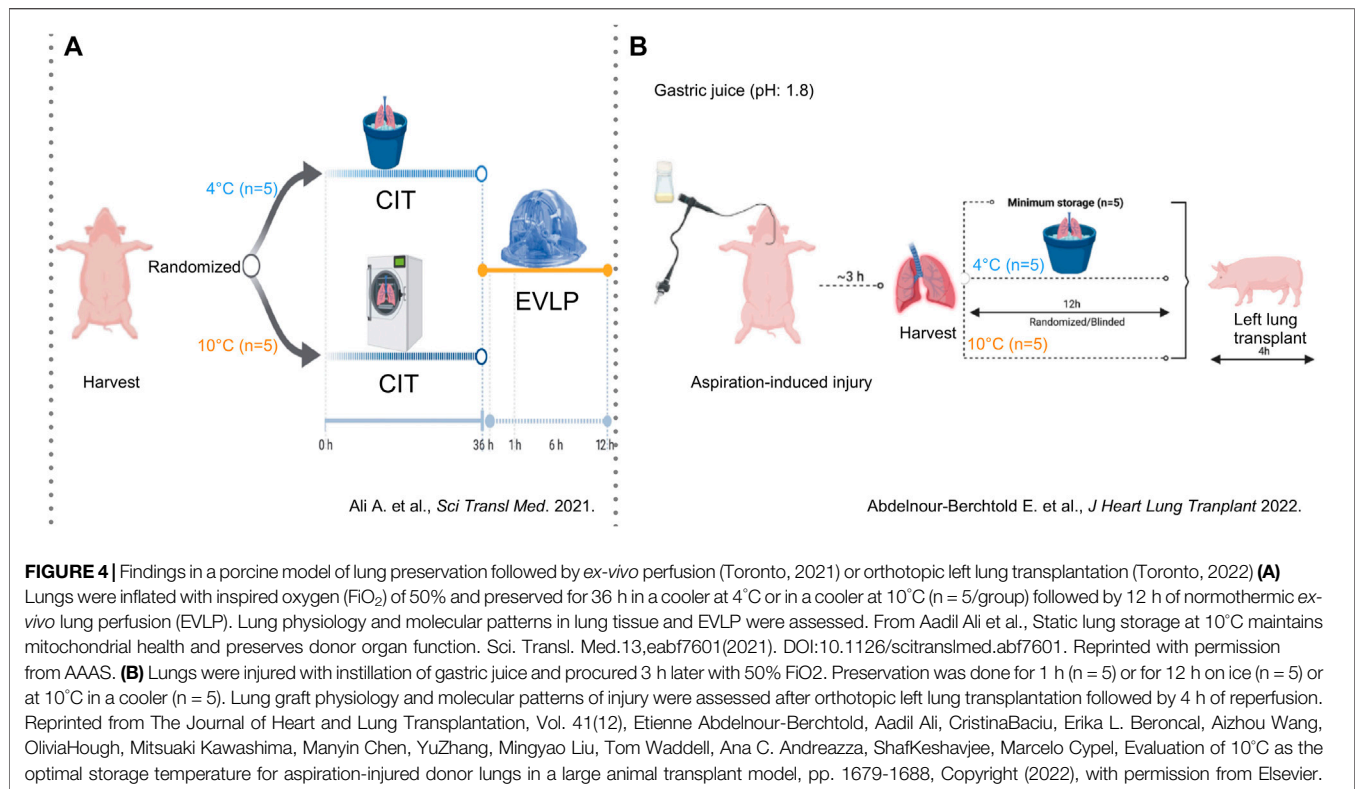 A
4°C (n=5)
CIT
Randomized
EVLP
10°C (n=5)
CIT
Harvest
0 h
36 h
1 h
6 h
12 h
Ali A. et al., Sci Transl Med. 2021.
B
Gastric juice (pH: 1.8)
Minimum storage (n=5)
4°C (n=5)
~3 h
12h
Randomized/Blinded
Harvest
10°C (n=5)
Left lung
transplant
4h
Aspiration-induced injury
Abdelnour-Berchtold E. et al., J Heart Lung Tranplant 2022.
FIGURE 4 | Findings in a porcine model of lung preservation followed by ex-vivo perfusion (Toronto, 2021) or orthotopic left lung transplantation (Toronto, 2022) (A)
Lungs were inflated with inspired oxygen (FiO₂) of 50% and preserved for 36 h in a cooler at 4°C or in a cooler at 10°C (n = 5/group) followed by 12 h of normothermic ex-
vivo lung perfusion (EVLP). Lung physiology and molecular patterns in lung tissue and EVLP were assessed. From Aadil Ali et al., Static lung storage at 10°C maintains
mitochondrial health and preserves donor organ function. Sci. Transl. Med.13,eabf7601(2021). DOI:10.1126/scitranslmed.abf7601. Reprinted with permission
from AAAS. (B) Lungs were injured with instillation of gastric juice and procured 3 h later with 50% FiO2. Preservation was done for 1 h (n = 5) or for 12 h on ice (n = 5) or
at 10°C in a cooler (n = 5). Lung graft physiology and molecular patterns of injury were assessed after orthotopic left lung transplantation followed by 4 h of reperfusion.
Reprinted from The Journal of Heart and Lung Transplantation, Vol. 41(12), Etienne Abdelnour-Berchtold, Aadil Ali, CristinaBaciu, Erika L. Beroncal, Aizhou Wang,
OliviaHough, Mitsuaki Kawashima, Manyin Chen, YuZhang, Mingyao Liu, Tom Waddell, Ana C. Andreazza, ShafKeshavjee, Marcelo Cypel, Evaluation of 10°C as the
optimal storage temperature for aspiration-injured donor lungs in a large animal transplant model, pp. 1679-1688, Copyright (2022), with permission from Elsevier.